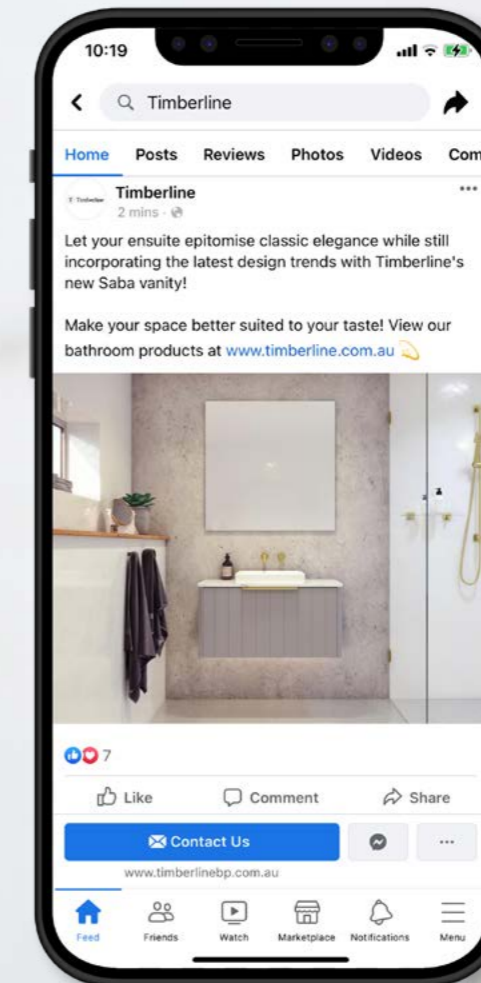 10:19
Timberline
Home Posts Reviews Photos Videos Com
Timberline
2 mins ·
Let your ensuite epitomise classic elegance while still
incorporating the latest design trends with Timberline's
new Saba vanity!
Make your space better suited to your taste! View our
bathroom products at www.timberline.com.au
7
Like Comment Share
Contact Us
www.timberlinebp.com.au
Feed Friends Watch Marketplace Notifications Menu